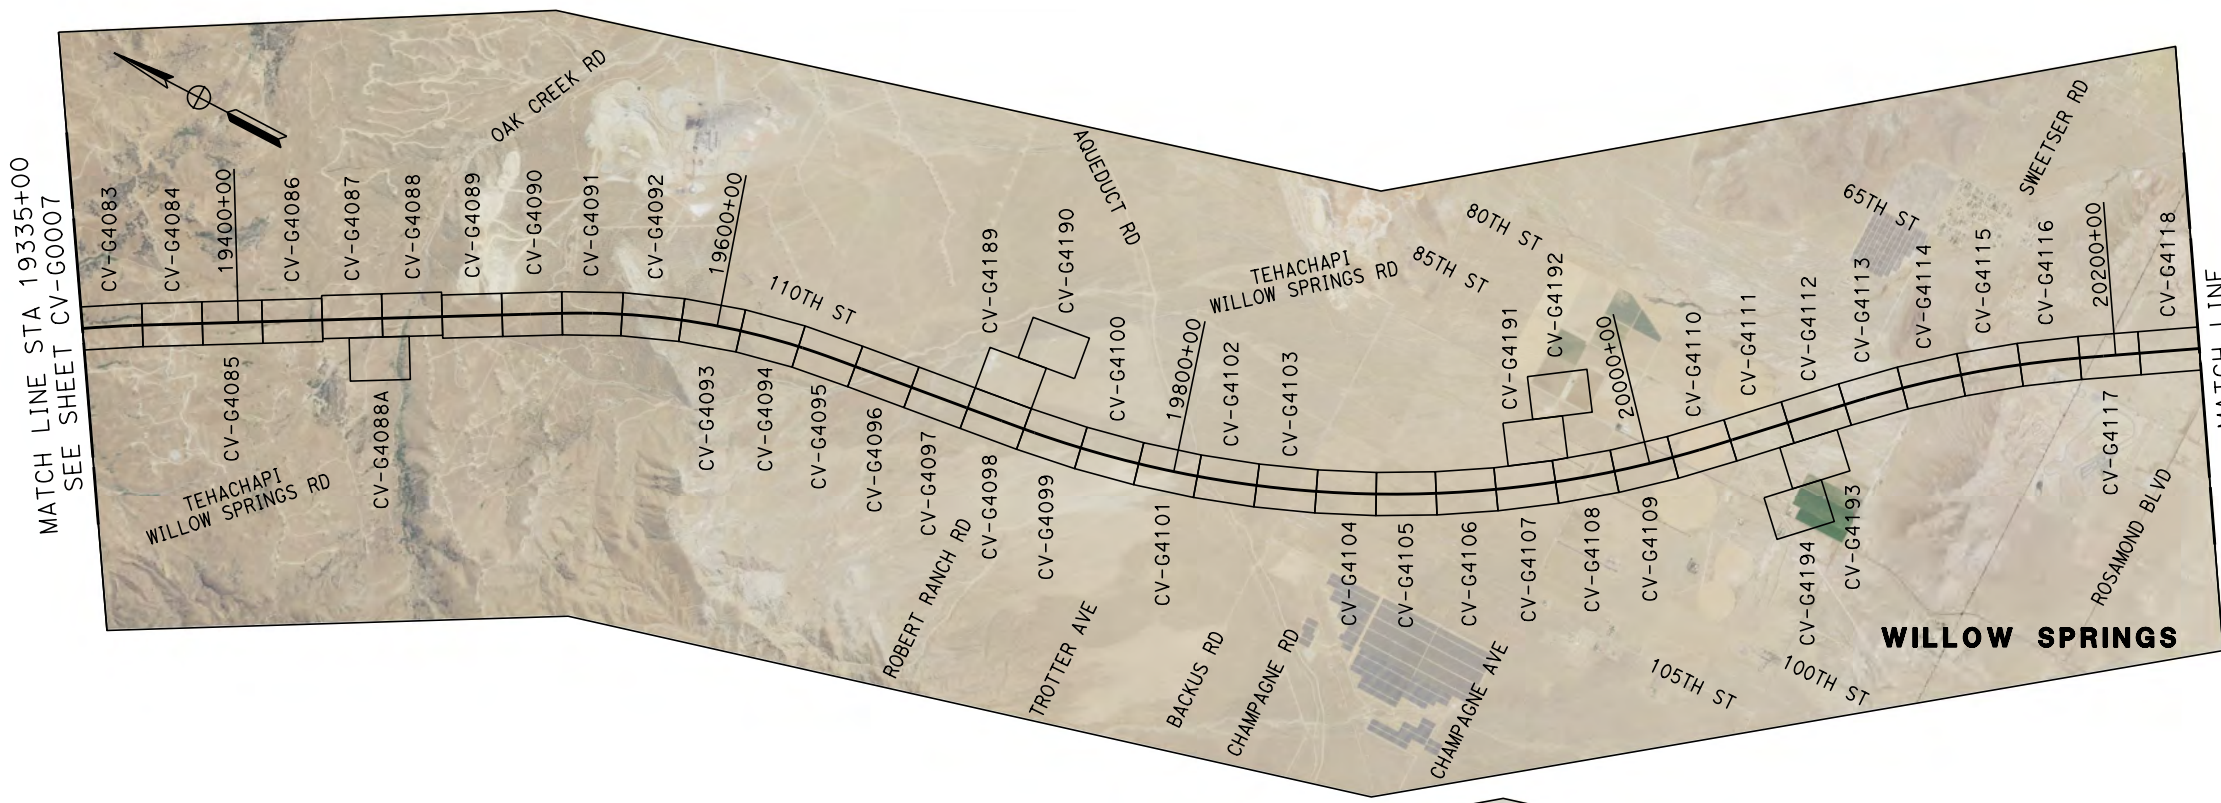 MATCH LINE STA 19335+00
SEE SHEET CV-G0007
CV-G4083
CV-G4084
19400+00
CV-G4085
CV-G4086
CV-G4087
CV-G4088
CV-G4088A
CV-G4089
CV-G4090
CV-G4091
CV-G4092
19600+00
OAK CREEK RD
TEHACHAPI
WILLOW SPRINGS RD
110TH ST
CV-G4093
CV-G4094
CV-G4095
CV-G4096
CV-G4097
CV-G4098
CV-G4099
CV-G4189
CV-G4190
AQUEDUCT RD
CV-G4100
CV-G4101
19800+00
CV-G4102
CV-G4103
TEHACHAPI
WILLOW SPRINGS RD
ROBERT RANCH RD
TROTTER AVE
BACKUS RD
CHAMPAGNE RD
CHAMPAGNE AVE
80TH ST
85TH ST
CV-G4104
CV-G4105
CV-G4106
CV-G4107
CV-G4108
CV-G4109
CV-G4191
CV-G4192
20000+00
CV-G4110
CV-G4111
CV-G4112
CV-G4113
CV-G4114
CV-G4115
CV-G4116
20200+00
CV-G4117
CV-G4118
65TH ST
SWEETSER RD
CV-G4193
CV-G4194
105TH ST
100TH ST
ROSAMOND BLVD
WILLOW SPRINGS
MATCH LINE